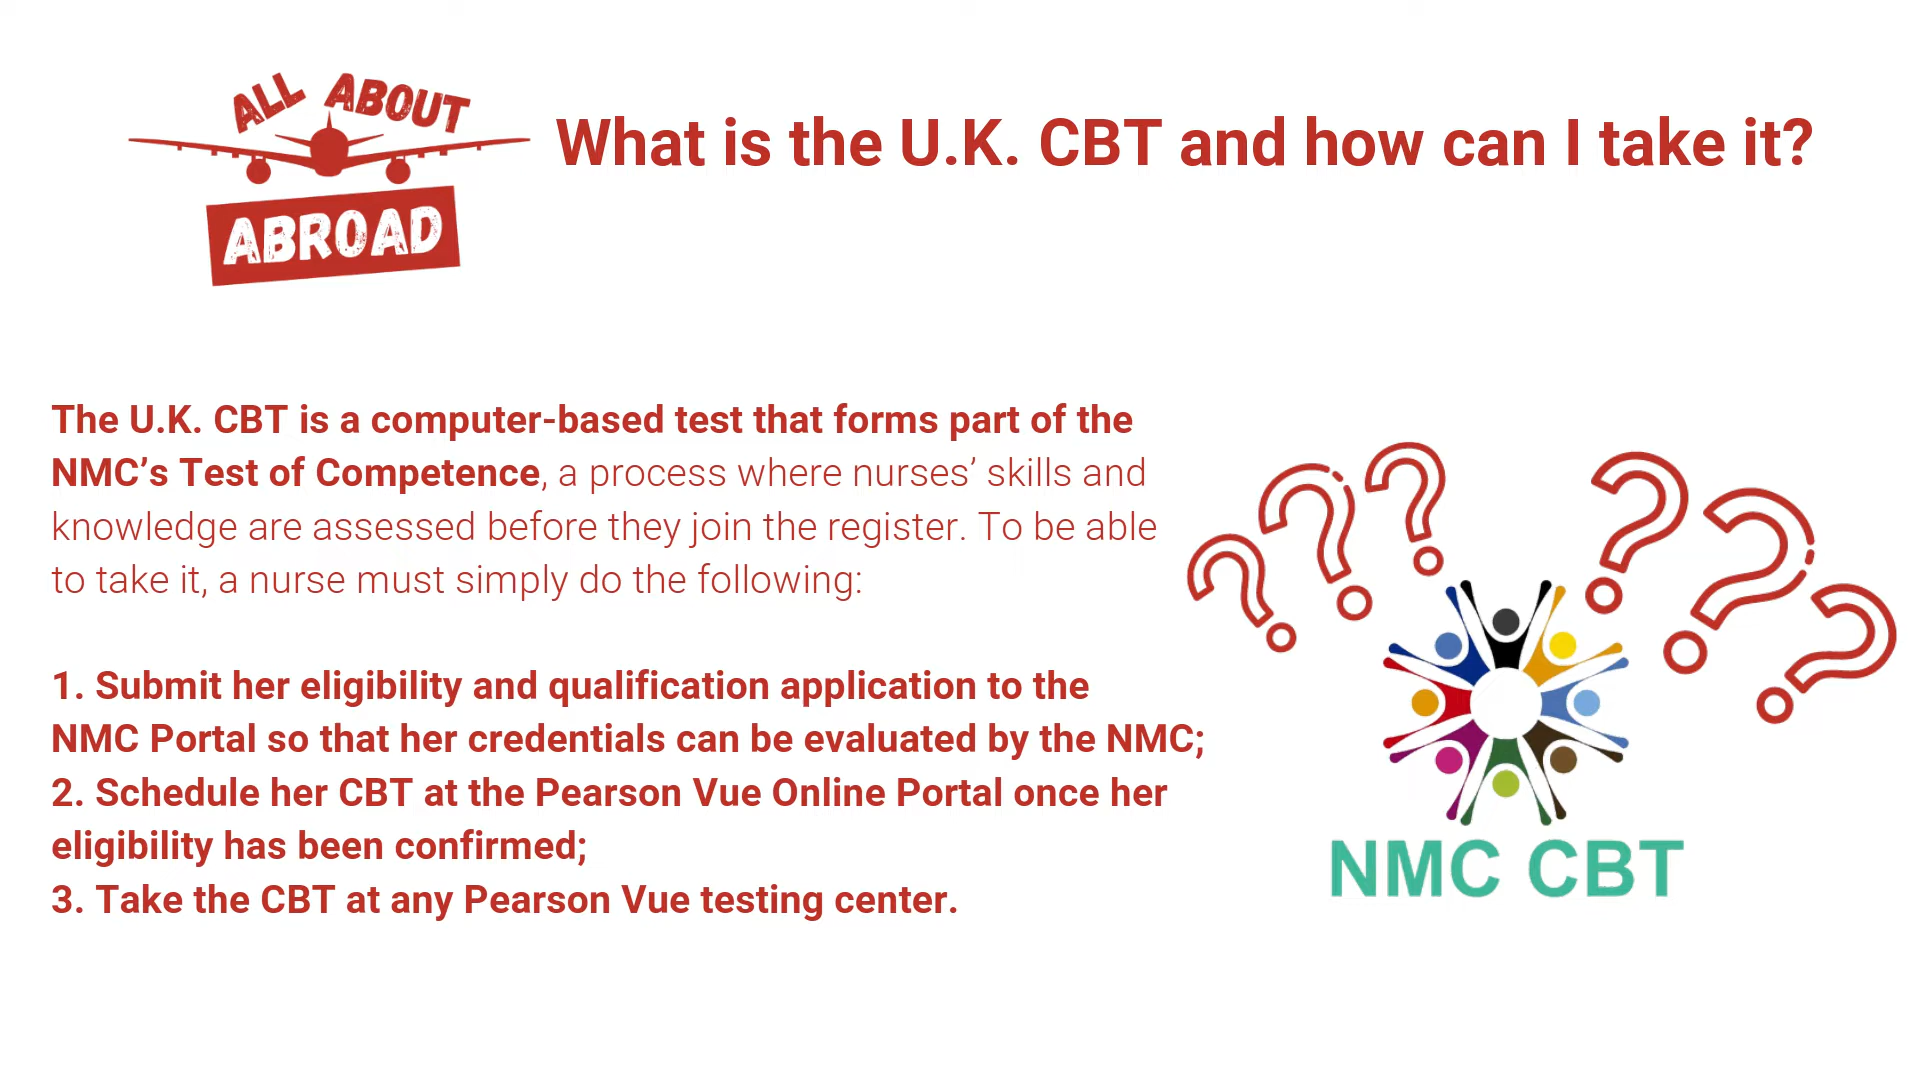 ALL ABOUT
ABROAD
What is the U.K. CBT and how can I take it?
The U.K. CBT is a computer-based test that forms part of the
NMC’s Test of Competence, a process where nurses’ skills and
knowledge are assessed before they join the register. To be able
to take it, a nurse must simply do the following:
1. Submit her eligibility and qualification application to the
NMC Portal so that her credentials can be evaluated by the NMC;
2. Schedule her CBT at the Pearson Vue Online Portal once her
eligibility has been confirmed;
3. Take the CBT at any Pearson Vue testing center.
NMC CBT